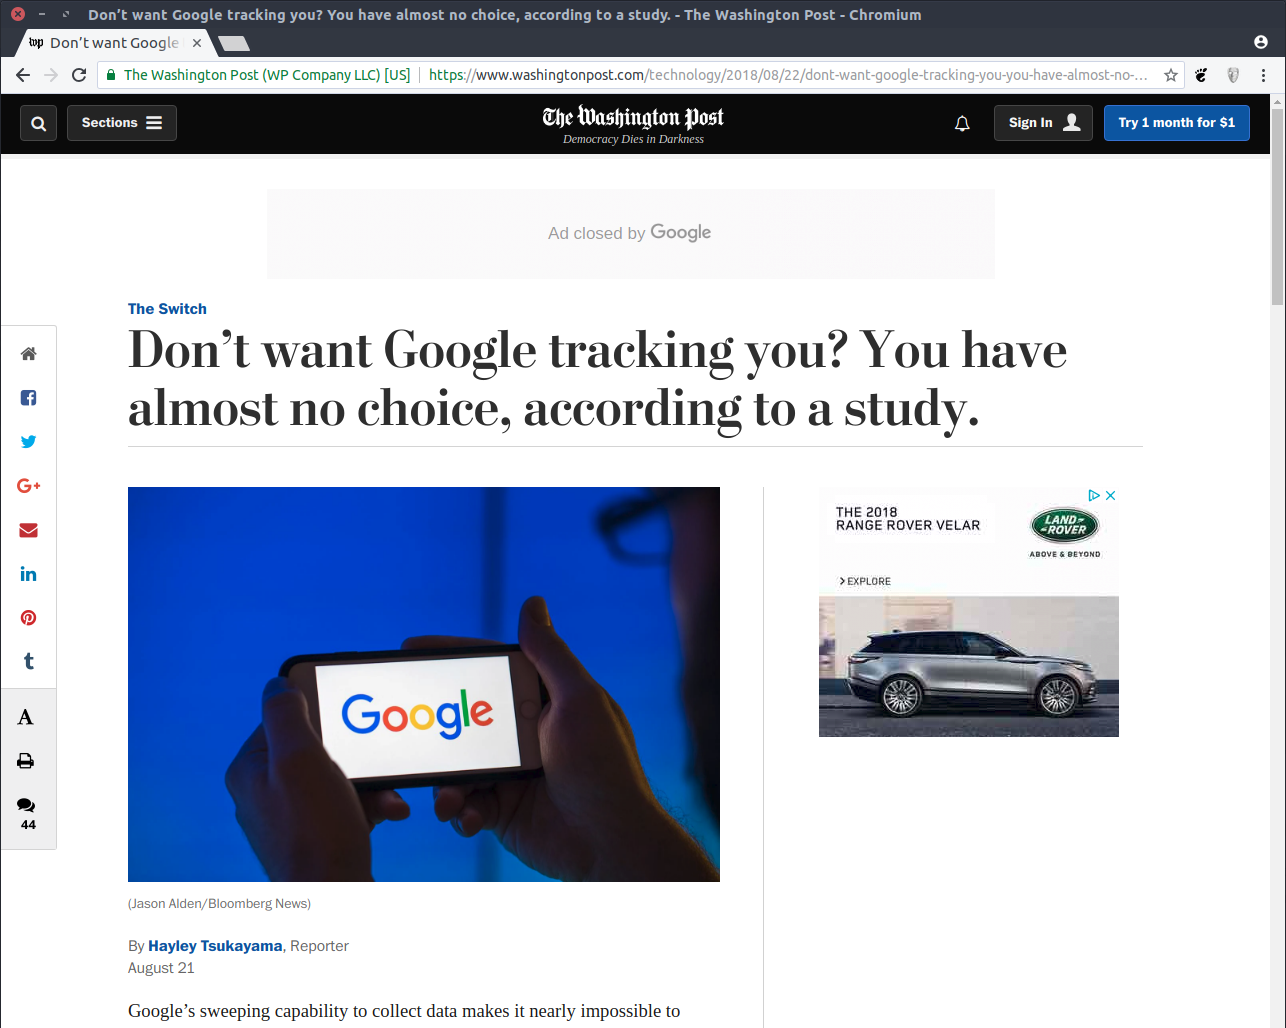 Don’t want Google tracking you? You have almost no choice, according to a study. - The Washington Post - Chromium
wp Don’t want Google
The Washington Post (WP Company LLC) [US] https://www.washingtonpost.com/technology/2018/08/22/dont-want-google-tracking-you-you-have-almost-no-...
Sections
The Washington Post
Democracy Dies in Darkness
Sign In
Try 1 month for $1
Ad closed by Google
The Switch
Don’t want Google tracking you? You have
almost no choice, according to a study.
G+
in
t
A
44
Google
THE 2018
RANGE ROVER VELAR
LAND
ROVER
ABOVE & BEYOND
EXPLORE
(Jason Alden/Bloomberg News)
By Hayley Tsukayama, Reporter
August 21
Google’s sweeping capability to collect data makes it nearly impossible to